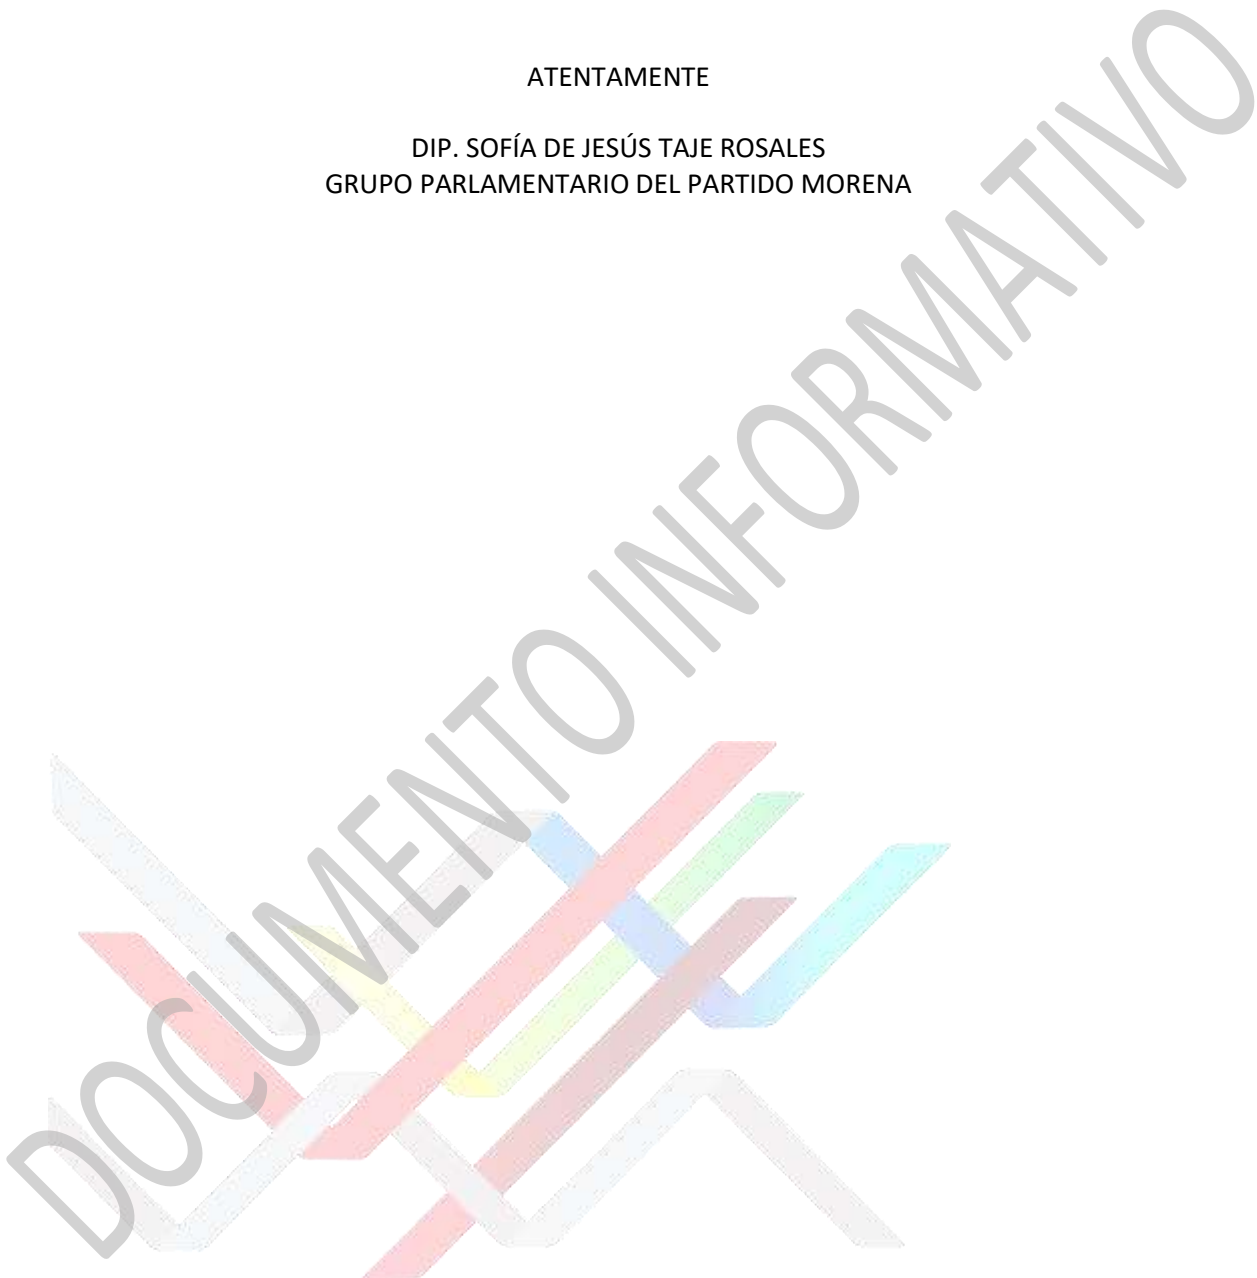 ATENTAMENTE
DIP. SOFÍA DE JESÚS TAJE ROSALES
GRUPO PARLAMENTARIO DEL PARTIDO MORENA
DOCUMENTO INFORMATIVO